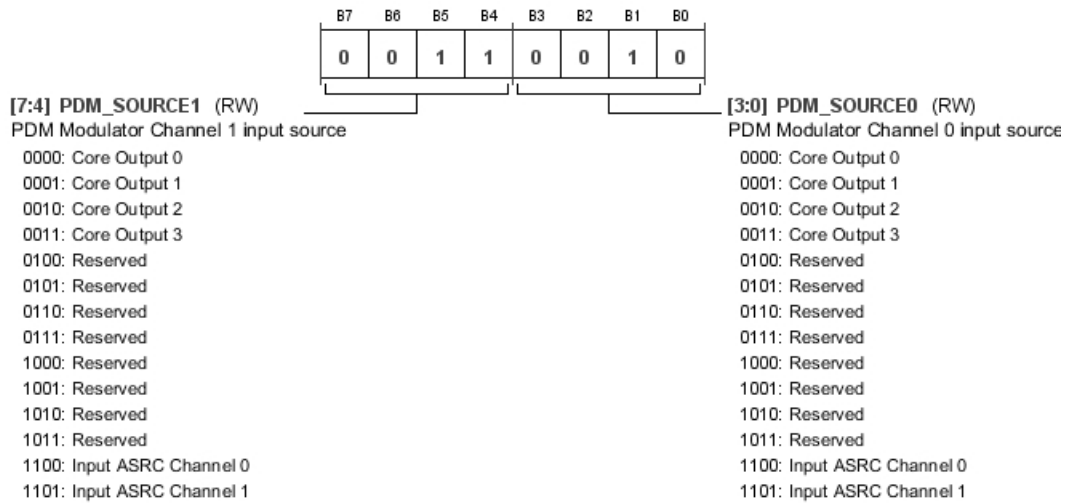 B7 B6 B5 B4 B3 B2 B1 B0
0 0 1 1 0 0 1 0
[7:4] PDM_SOURCE1 (RW)
PDM Modulator Channel 1 input source
0000: Core Output 0
0001: Core Output 1
0010: Core Output 2
0011: Core Output 3
0100: Reserved
0101: Reserved
0110: Reserved
0111: Reserved
1000: Reserved
1001: Reserved
1010: Reserved
1011: Reserved
1100: Input ASRC Channel 0
1101: Input ASRC Channel 1
[3:0] PDM_SOURCE0 (RW)
PDM Modulator Channel 0 input source
0000: Core Output 0
0001: Core Output 1
0010: Core Output 2
0011: Core Output 3
0100: Reserved
0101: Reserved
0110: Reserved
0111: Reserved
1000: Reserved
1001: Reserved
1010: Reserved
1011: Reserved
1100: Input ASRC Channel 0
1101: Input ASRC Channel 1